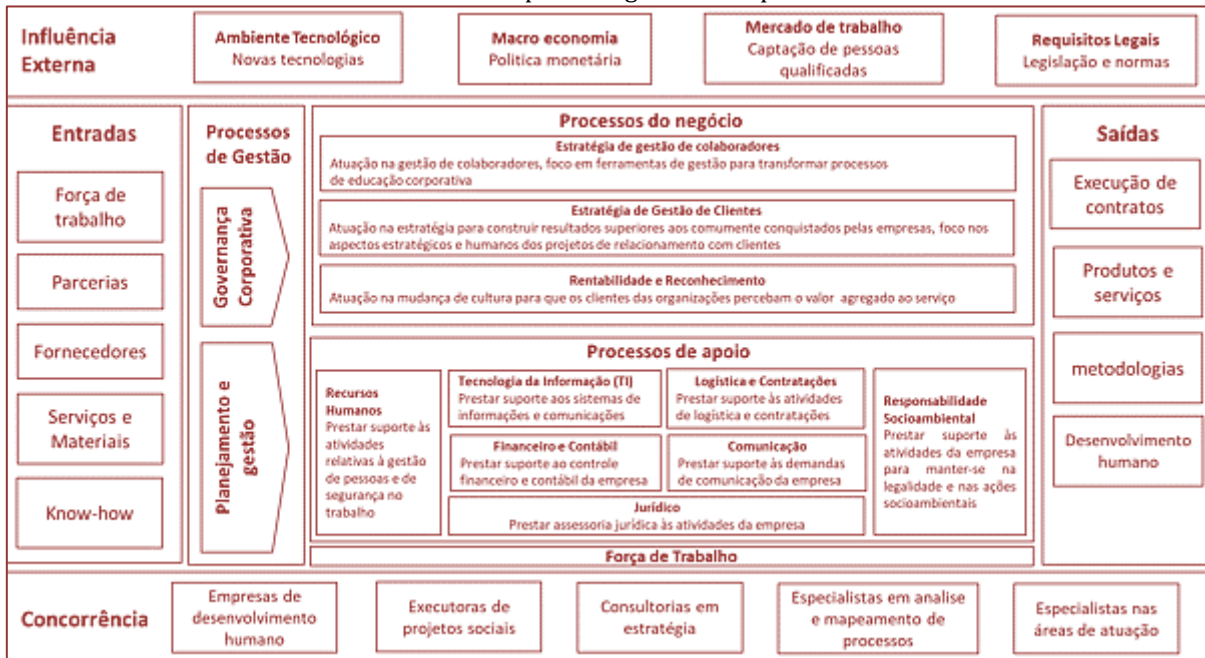 Influência
Externa
Ambiente Tecnológico
Novas tecnologias
Macro economia
Politica monetária
Mercado de trabalho
Captação de pessoas
qualificadas
Requisitos Legais
Legislação e normas
Entradas
Força de
trabalho
Parcerias
Fornecedores
Serviços e
Materiais
Know-how
Processos
de Gestão
Governança
Corporativa
Planejamento e
gestão
Processos do negócio
Estratégia de gestão de colaboradores
Atuação na gestão de colaboradores, foco em ferramentas de gestão para transformar processos
de educação corporativa
Estratégia de Gestão de Clientes
Atuação na estratégia para construir resultados superiores aos comumente conquistados pelas empresas, foco nos
aspectos estratégicos e humanos dos projetos de relacionamento com clientes
Rentabilidade e Reconhecimento
Atuação na mudança de cultura para que os clientes das organizações percebam o valor agregado ao serviço
Processos de apoio
Recursos
Humanos
Prestar suporte às
atividades
relativas à gestão
de pessoas e de
segurança no
trabalho
Tecnologia da Informação (TI)
Prestar suporte aos sistemas de
informações e comunicações
Logística e Contratações
Prestar suporte às atividades
de logística e contratações
Financeiro e Contábil
Prestar suporte ao controle
financeiro e contábil da empresa
Comunicação
Prestar suporte às demandas
de comunicação da empresa
Jurídico
Prestar assessoria jurídica às atividades da empresa
Responsabilidade
Socioambiental
Prestar suporte às
atividades da empresa
para manter-se na
legalidade e nas ações
socioambientais
Força de Trabalho
Saídas
Execução de
contratos
Produtos e
serviços
metodologias
Desenvolvimento
humano
Concorrência
Empresas de
desenvolvimento
humano
Executoras de
projetos sociais
Consultorias em
estratégia
Especialistas em analise
e mapeamento de
processos
Especialistas nas
áreas de atuação